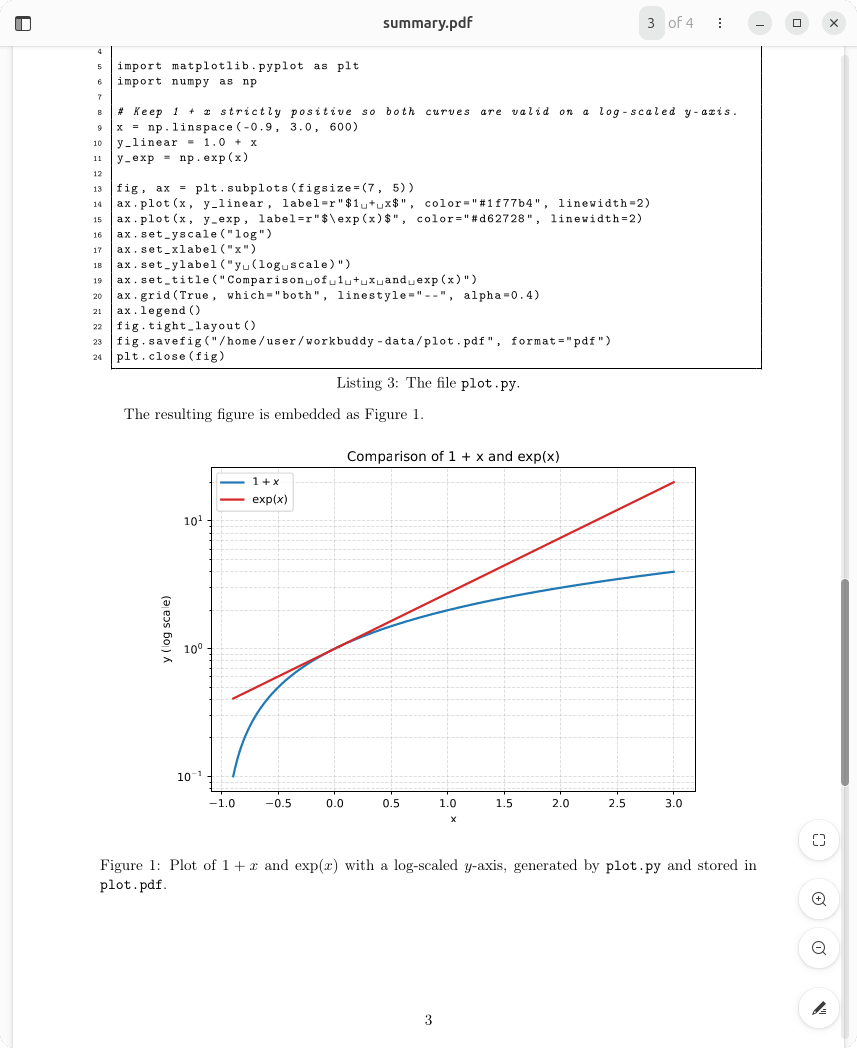 summary.pdf
3 of 4
4
5 import matplotlib.pyplot as plt
6 import numpy as np
7
8 # Keep 1 + x strictly positive so both curves are valid on a log-scaled y-axis.
9 x = np.linspace(-0.9, 3.0, 600)
10 y_linear = 1.0 + x
11 y_exp = np.exp(x)
12
13 fig, ax = plt.subplots(figsize=(7, 5))
14 ax.plot(x, y_linear, label=r"$1␣+␣x$", color="#1f77b4", linewidth=2)
15 ax.plot(x, y_exp, label=r"$\exp(x)$", color="#d62728", linewidth=2)
16 ax.set_yscale("log")
17 ax.set_xlabel("x")
18 ax.set_ylabel("y␣(log␣scale)")
19 ax.set_title("Comparison␣of␣1␣+␣x␣and␣exp(x)")
20 ax.grid(True, which="both", linestyle="--", alpha=0.4)
21 ax.legend()
22 fig.tight_layout()
23 fig.savefig("/home/user/workbuddy-data/plot.pdf", format="pdf")
24 plt.close(fig)
Listing 3: The file plot.py.
The resulting figure is embedded as Figure 1.
Comparison of 1 + x and exp(x)
1 + x
exp(x)
10¹
10⁰
10⁻¹
y (log scale)
−1.0 −0.5 0.0 0.5 1.0 1.5 2.0 2.5 3.0
x
Figure 1: Plot of 1 + x and exp(x) with a log-scaled y-axis, generated by plot.py and stored in
plot.pdf.
3